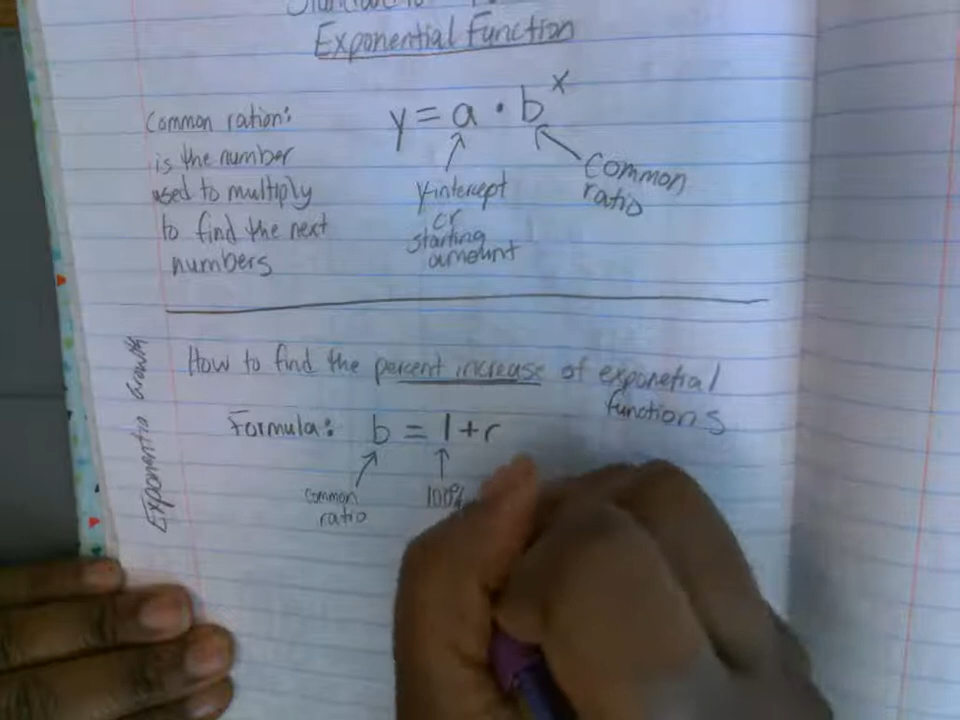 Exponential Function
y = a · b^x
Common ration:
is the number
used to multiply
to find the next
numbers
y-intercept
or
starting
amount
Common
ratio
Exponentia Growth
How to find the percent increase of exponetial
functions
Formula: b = 1 + r
Common
ratio
100%